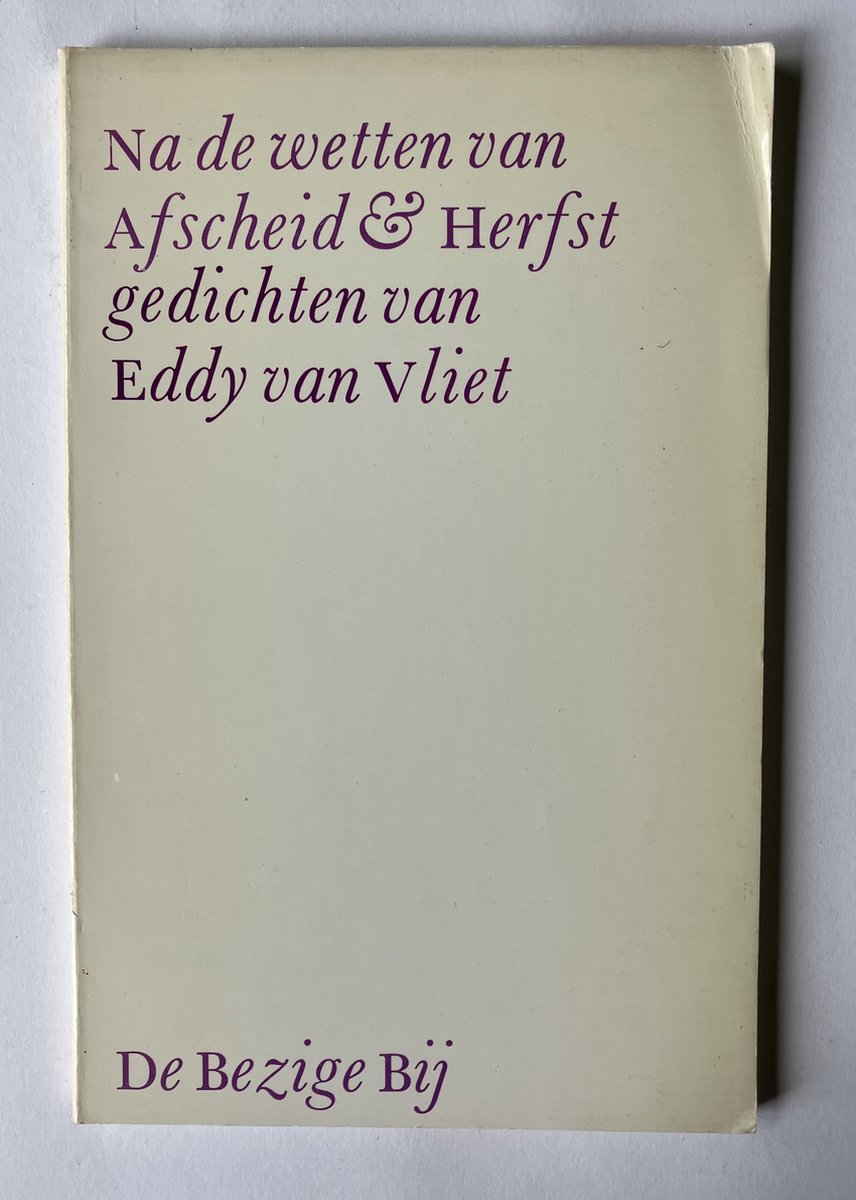 Na de wetten van
Afscheid & Herfst
gedichten van
Eddy van Vliet
De Bezige Bij